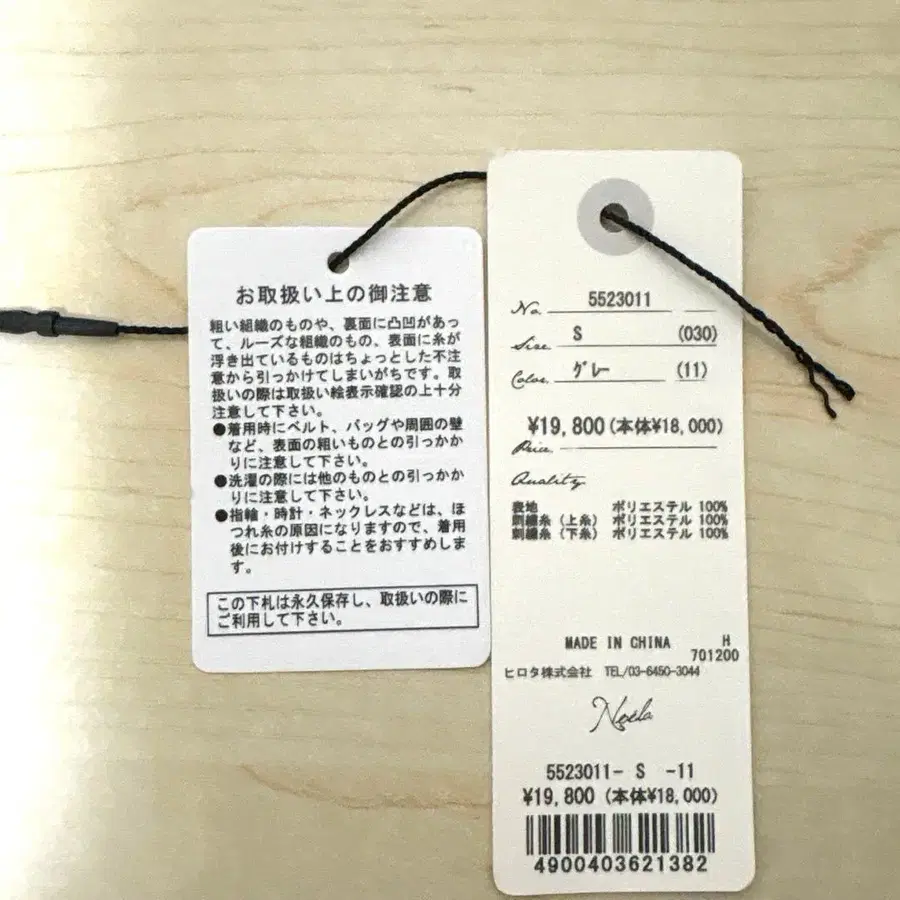 お取扱い上の御注意
粗い組織のものや、裏面に凸凹があっ
て、ルーズな組織のもの、表面に糸が
浮き出ているものはちょっとした不注
意から引っかけてしまいがちです。取
扱いの際は取扱い絵表示確認の上十分
注意して下さい。
●着用時にベルト、バッグや周囲の壁
など、表面の粗いものとの引っかか
りに注意して下さい。
●洗濯の際には他のものとの引っかか
りに注意して下さい。
●指輪・時計・ネックレスなどは、ほ
つれ糸の原因になりますので、着用
後にお付けすることをおすすめしま
す。
この下札は永久保存し、取扱いの際に
ご利用して下さい。
No. 5523011
Size S (030)
Color. グレー (11)
¥19,800(本体¥18,000)
Price
Quality
表地 ポリエステル 100%
刺繍糸（上糸） ポリエステル 100%
刺繍糸（下糸） ポリエステル 100%
MADE IN CHINA H
701200
ヒロタ株式会社 TEL/03-6450-3044
Noéla
5523011- S -11
¥19,800 (本体¥18,000)
4900403621382